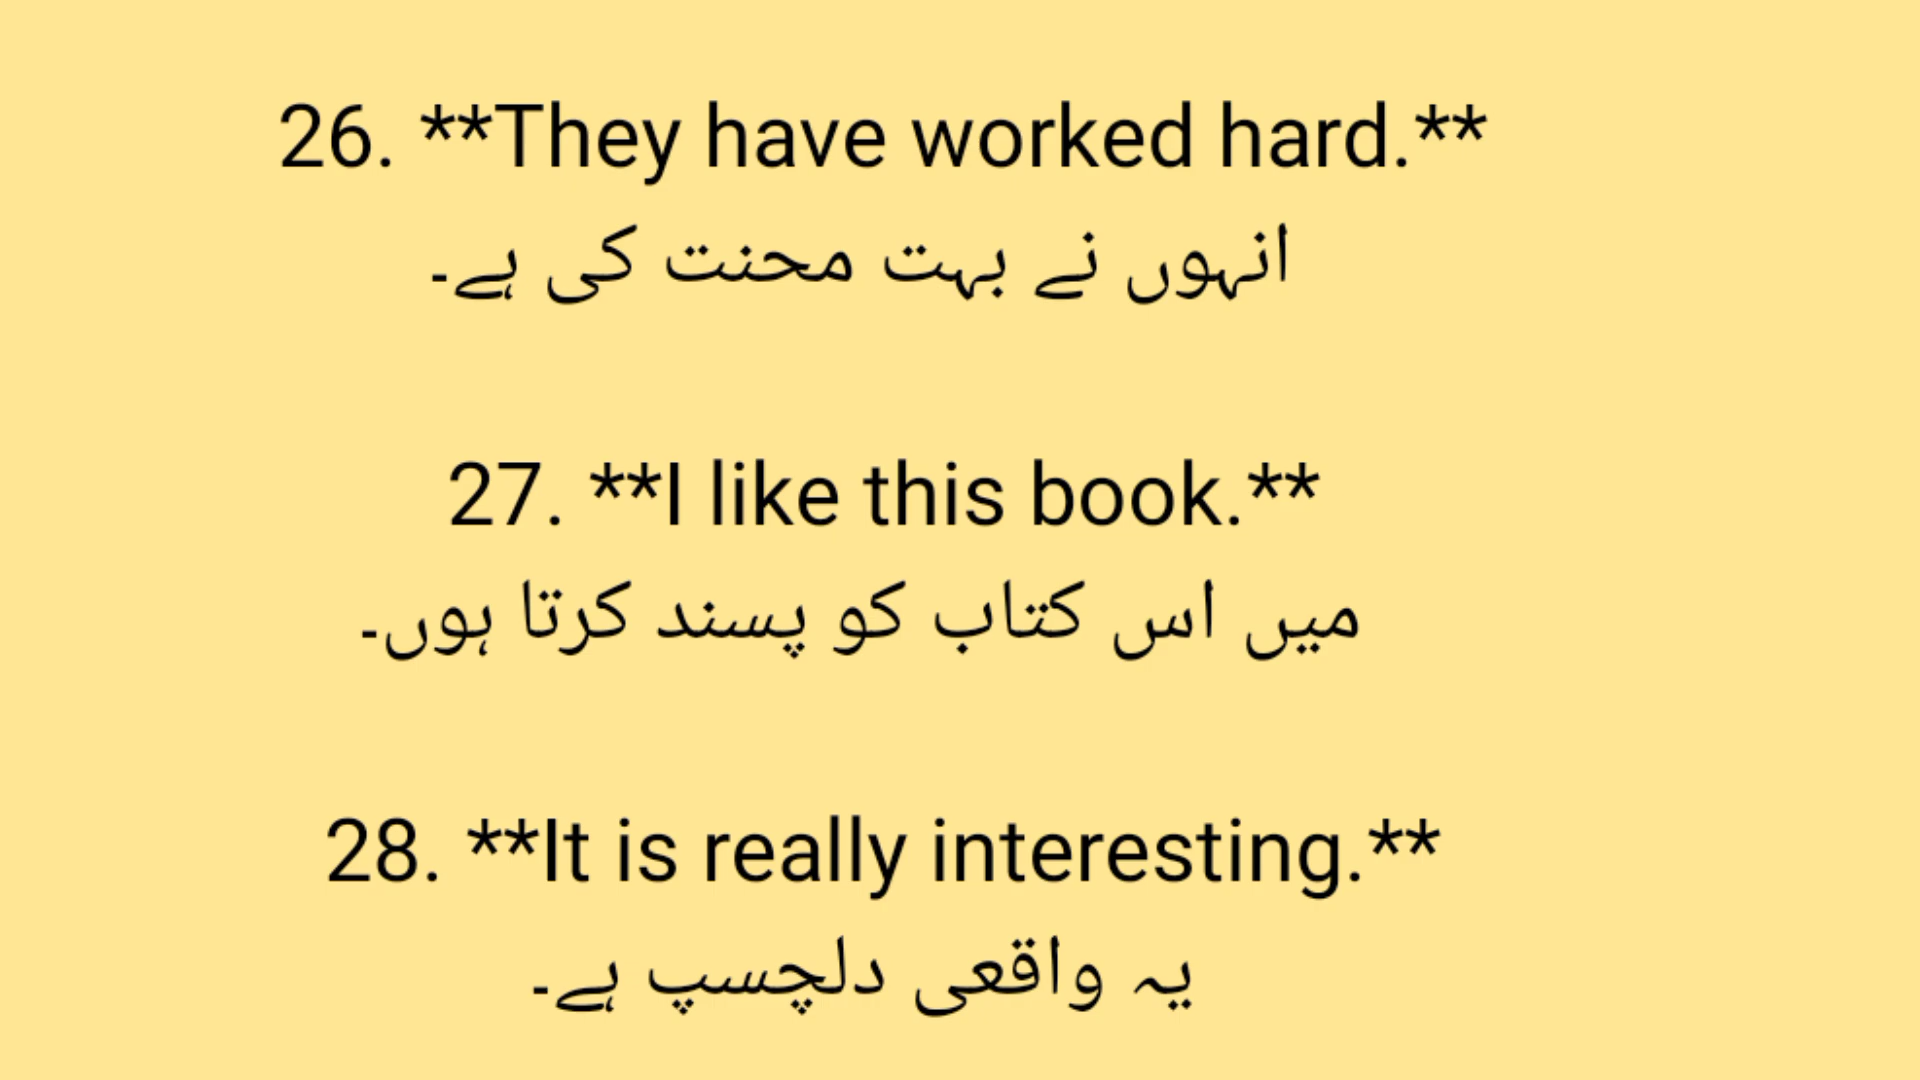 26. **They have worked hard.**
انہوں نے بہت محنت کی ہے۔
27. **I like this book.**
میں اس کتاب کو پسند کرتا ہوں۔
28. **It is really interesting.**
یہ واقعی دلچسپ ہے۔